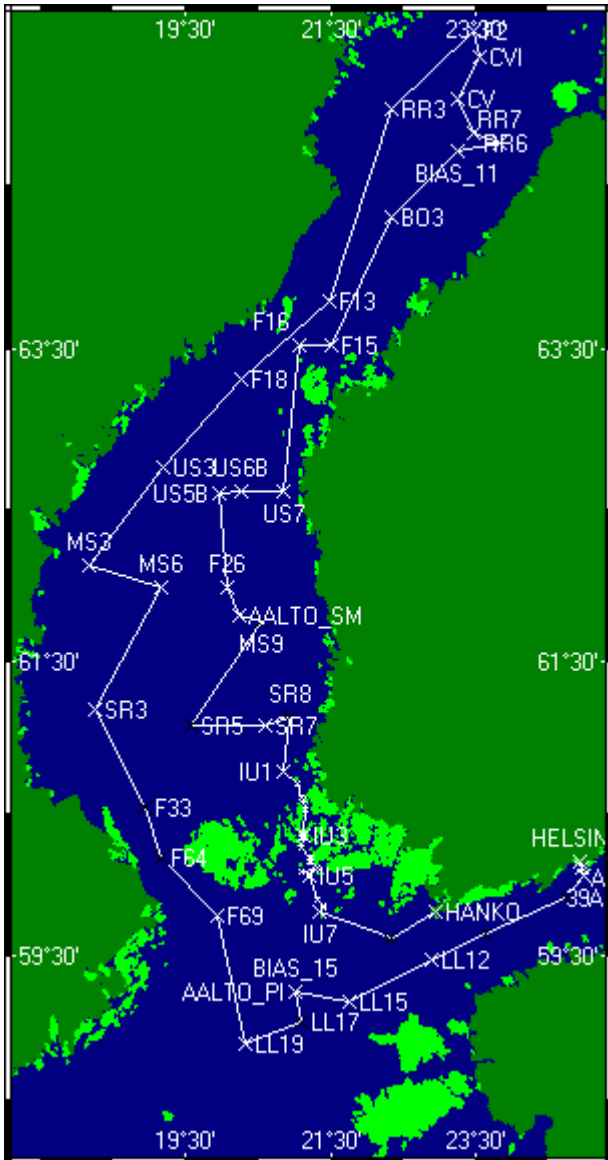 19°30' 21°30' 23°30' F2
CVI
CV
RR3
RR7
RR6
BIAS_11
BO3
F13
F16
F15
63°30' 63°30'
F18
US3 US6B
US5B
US7
MS3
MS6 F26
AALTO_SM
MS9
61°30' 61°30'
SR3 SR8
SR5 SR7
IU1
F33
IU3 HELSIN
F64
IU5 A
39A
F69 IU7 HANKO
59°30' 59°30'
BIAS_15 LL12
AALTO_PI LL15
LL17
LL19
19°30' 21°30' 23°30'